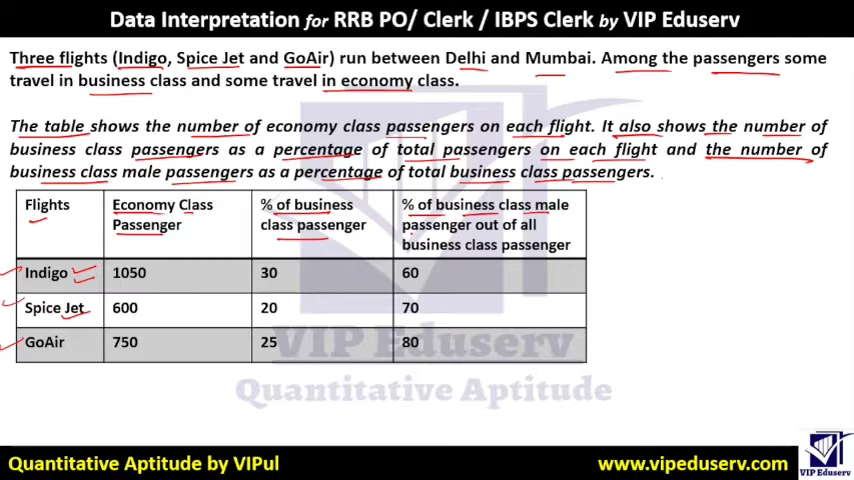 Data Interpretation for RRB PO/ Clerk / IBPS Clerk by VIP Eduserv
Three flights (Indigo, Spice Jet and GoAir) run between Delhi and Mumbai. Among the passengers some
travel in business class and some travel in economy class.
The table shows the number of economy class passengers on each flight. It also shows the number of
business class passengers as a percentage of total passengers on each flight and the number of
business class male passengers as a percentage of total business class passengers.
Flights Economy Class Passenger % of business class passenger % of business class male passenger out of all business class passenger
Indigo 1050 30 60
Spice Jet 600 20 70
GoAir 750 25 80
VIP Eduserv
Quantitative Aptitude
Quantitative Aptitude by VIPul www.vipeduserv.com
VIP Eduserv